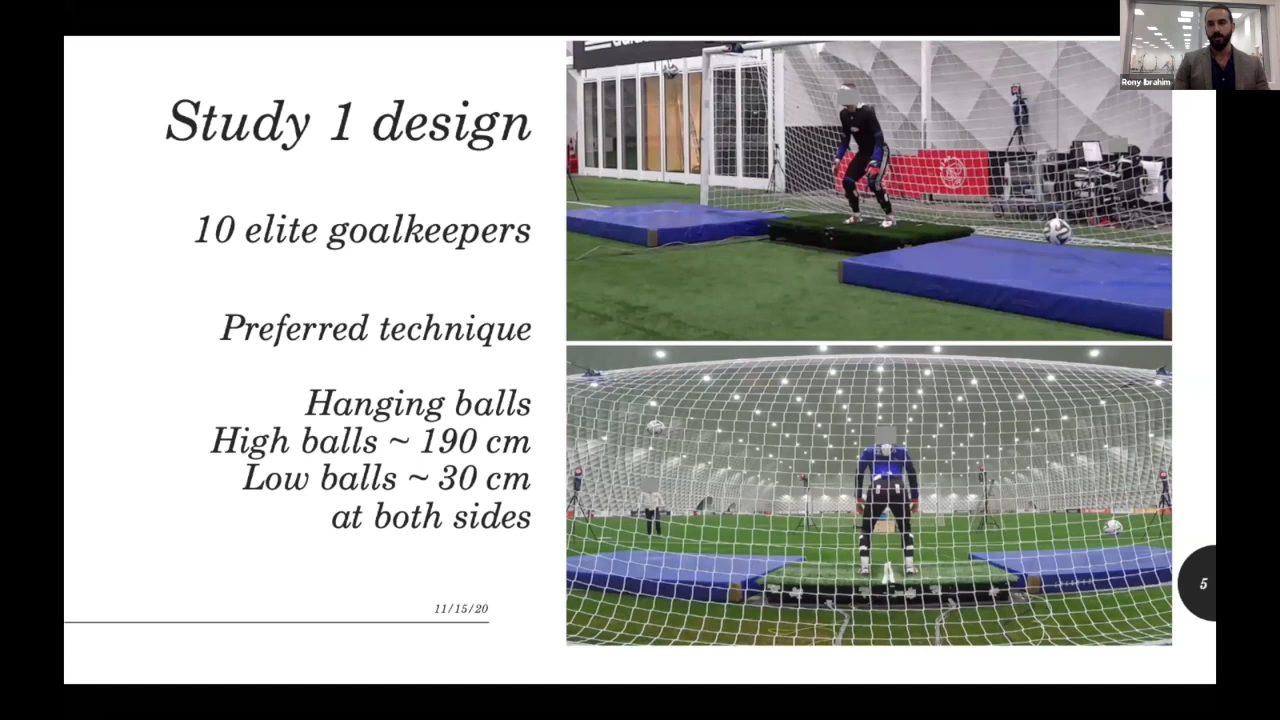 Study 1 design
10 elite goalkeepers
Preferred technique
Hanging balls
High balls ~ 190 cm
Low balls ~ 30 cm
at both sides
11/15/20
5
Rony Ibrahim